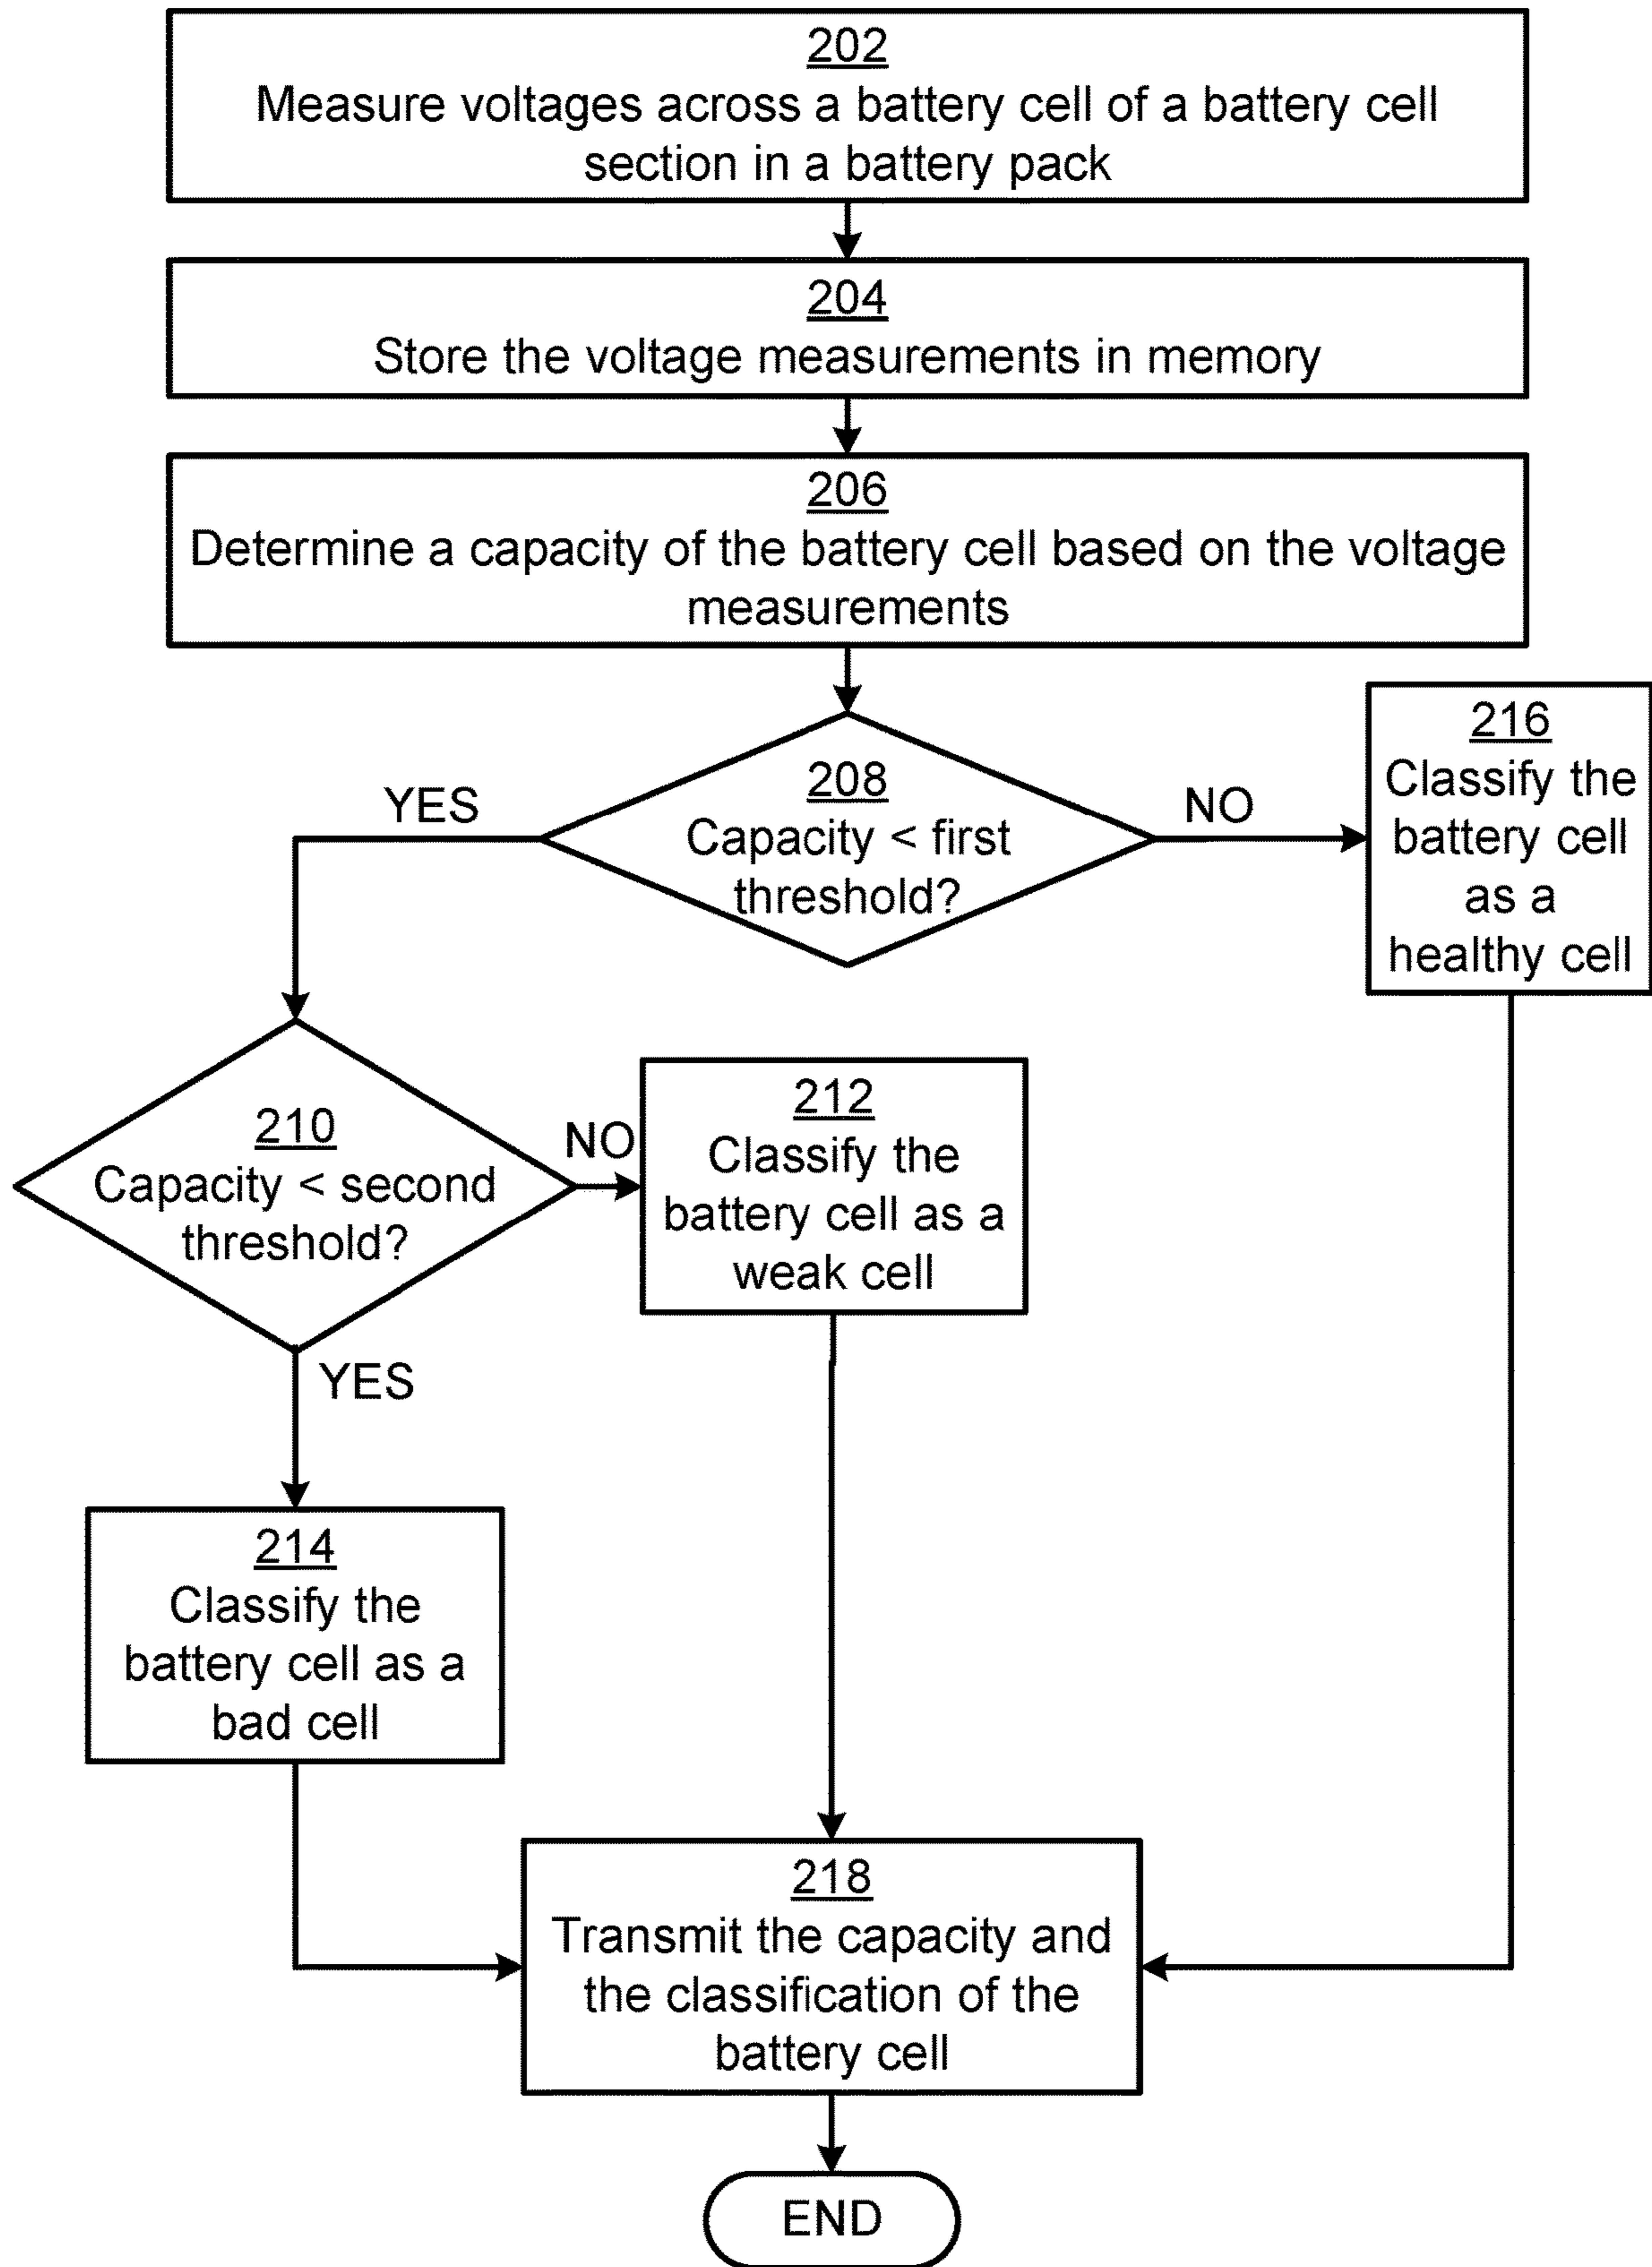 202
Measure voltages across a battery cell of a battery cell
section in a battery pack
204
Store the voltage measurements in memory
206
Determine a capacity of the battery cell based on the voltage
measurements
208
Capacity < first
threshold?
YES
NO
216
Classify the
battery cell
as a
healthy cell
210
Capacity < second
threshold?
NO
YES
212
Classify the
battery cell as a
weak cell
214
Classify the
battery cell as a
bad cell
218
Transmit the capacity and
the classification of the
battery cell
END